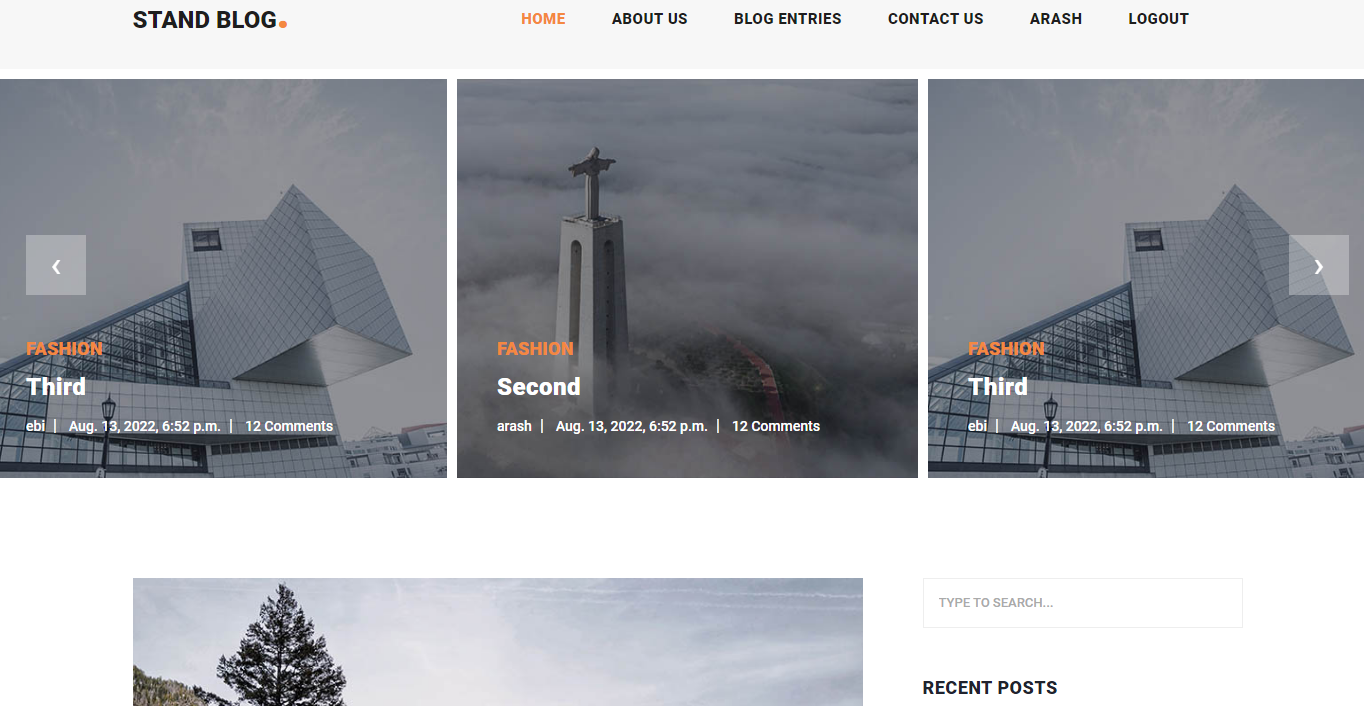 STAND BLOG.
HOME ABOUT US BLOG ENTRIES CONTACT US ARASH LOGOUT
FASHION
Third
ebi | Aug. 13, 2022, 6:52 p.m. | 12 Comments
FASHION
Second
arash | Aug. 13, 2022, 6:52 p.m. | 12 Comments
FASHION
Third
ebi | Aug. 13, 2022, 6:52 p.m. | 12 Comments
TYPE TO SEARCH...
RECENT POSTS